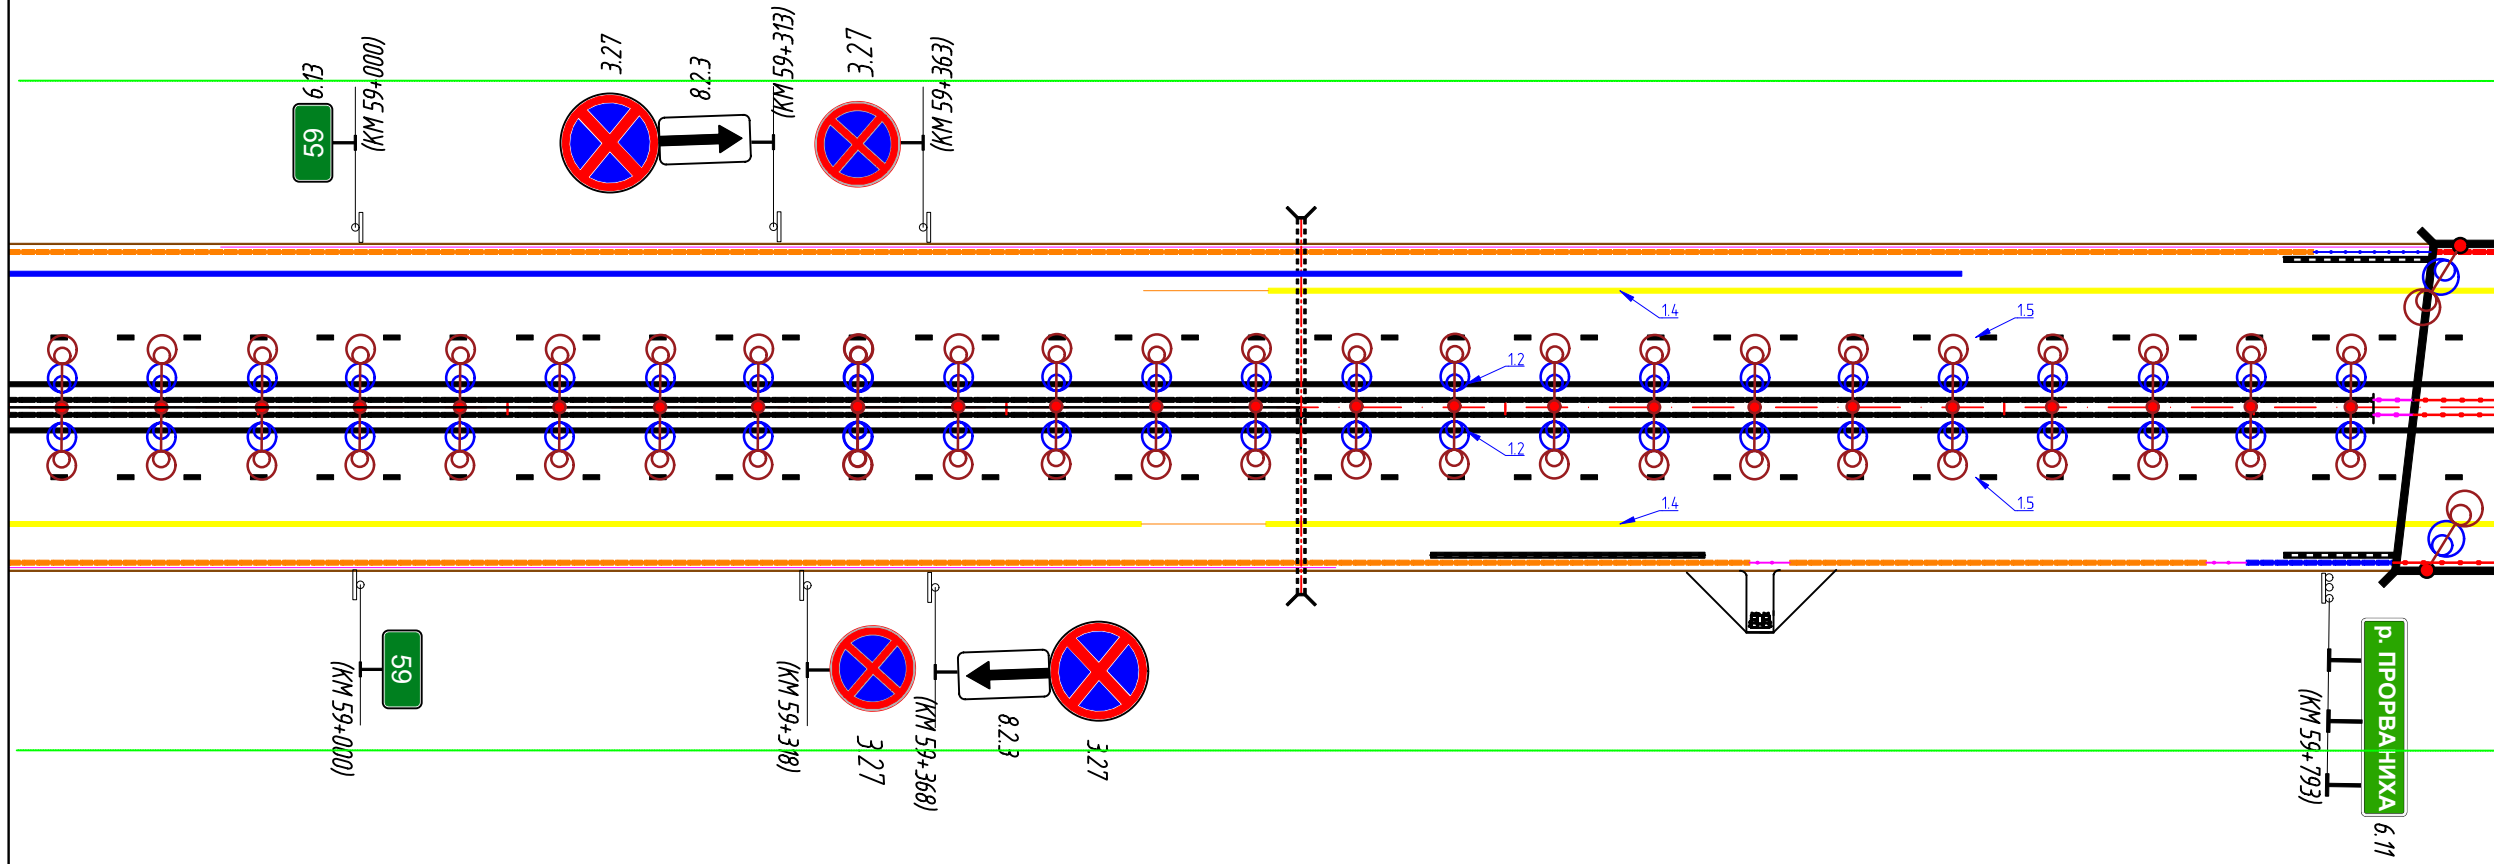 6.13
(КМ 59+000)
59
3.27
8.2.3
(КМ 59+313)
3.27
(КМ 59+363)
1.4
1.5
1.2
1.2
1.4
1.5
59
(КМ 59+000)
(КМ 59+318)
3.27
(КМ 59+368)
8.2.3
3.27
(КМ 59+793)
р. ПРОРВАНИХА
6.11